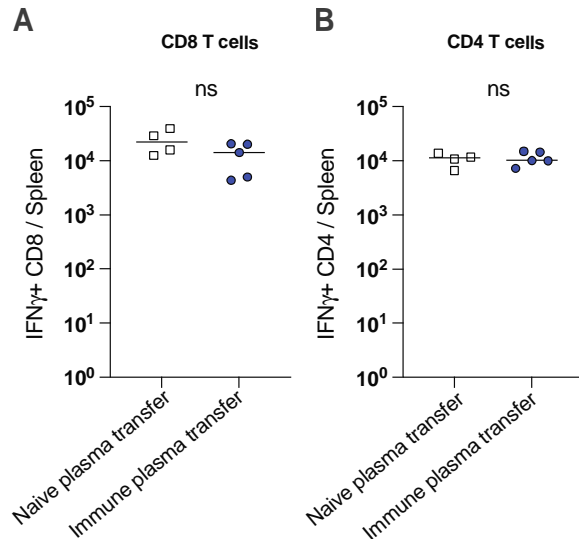 A
CD8 T cells
ns
IFNγ+ CD8 / Spleen
10⁵
10⁴
10³
10²
10¹
10⁰
Naive plasma transfer
Immune plasma transfer
B
CD4 T cells
ns
IFNγ+ CD4 / Spleen
10⁵
10⁴
10³
10²
10¹
10⁰
Naive plasma transfer
Immune plasma transfer